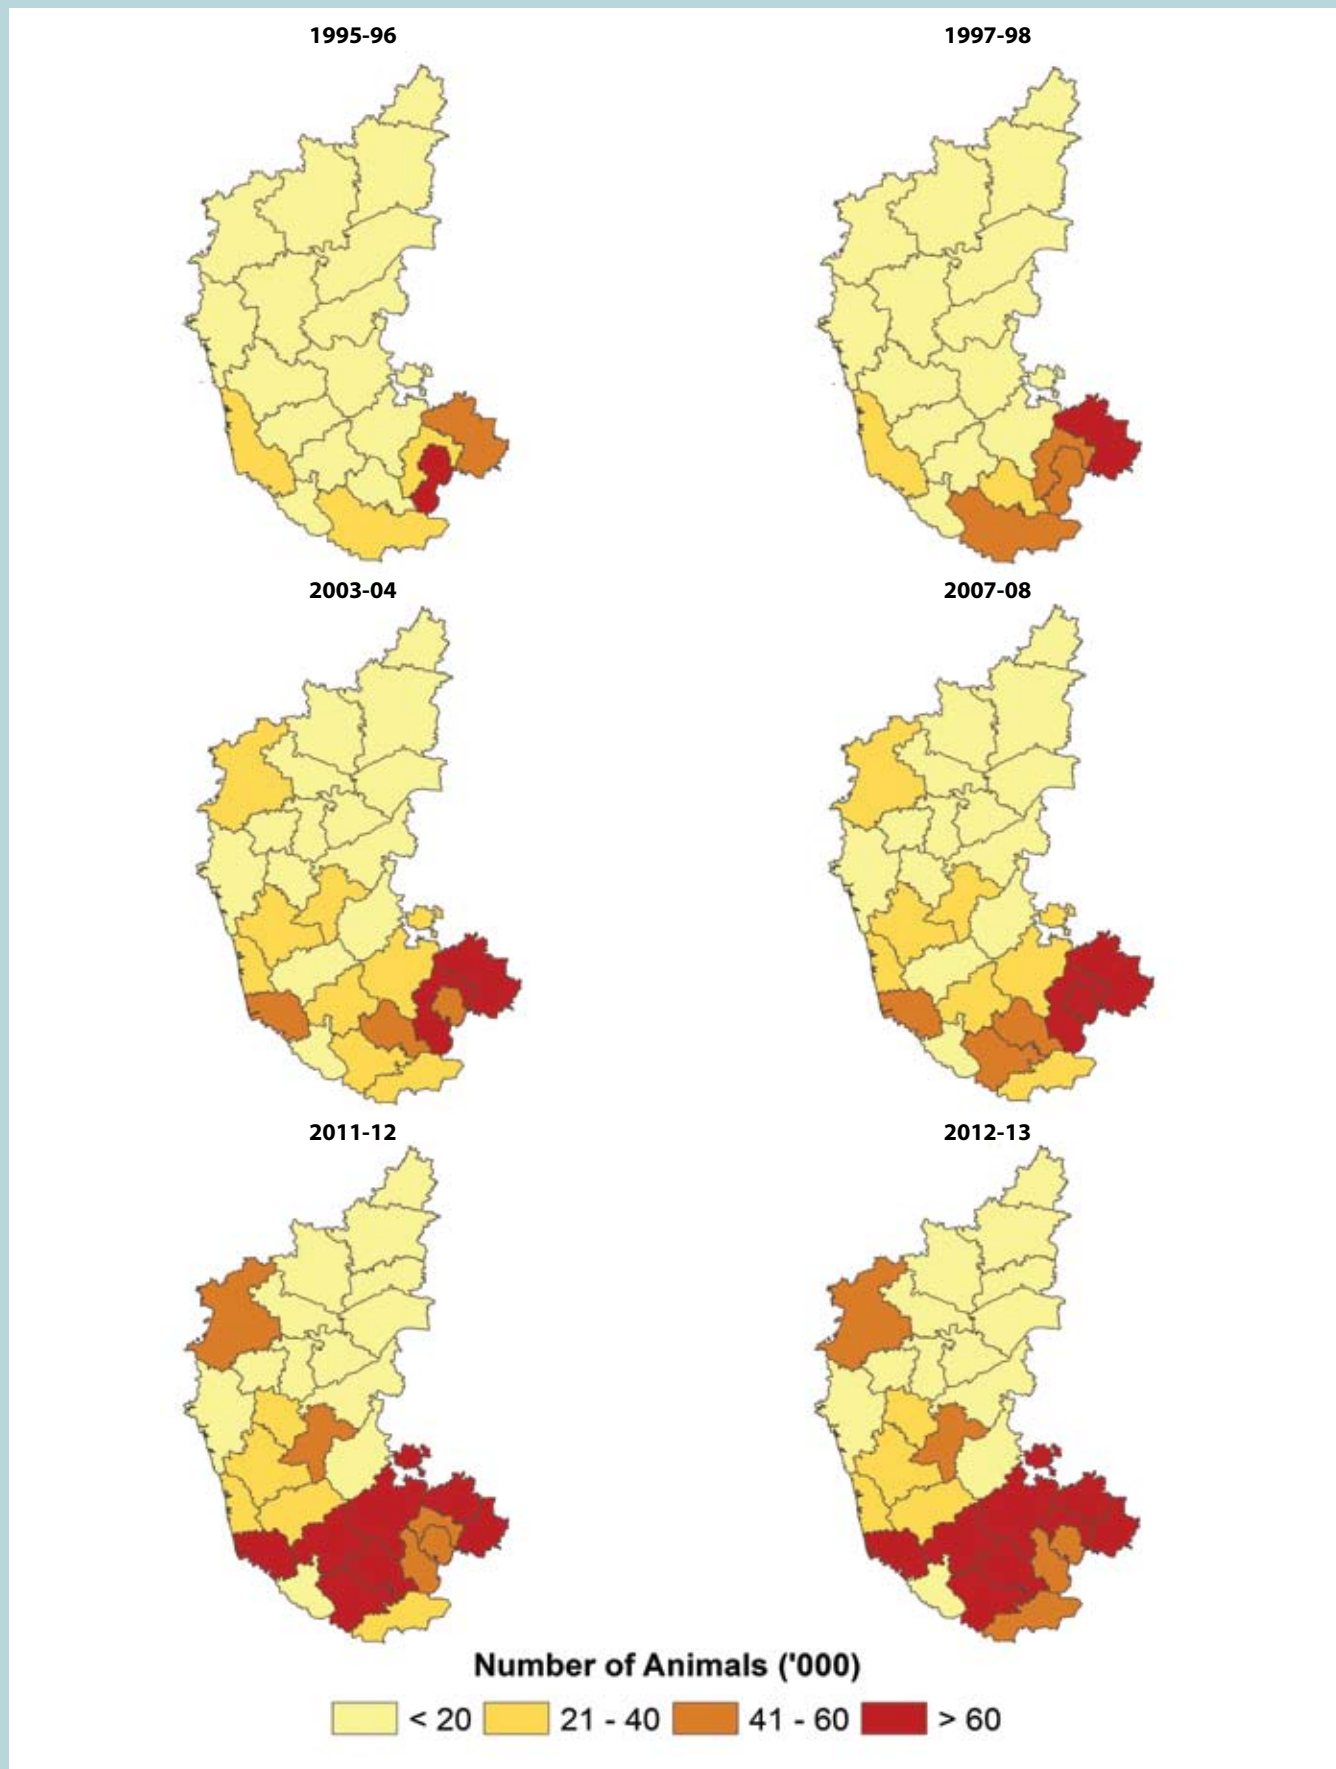 1995-96
1997-98
2003-04
2007-08
2011-12
2012-13
Number of Animals ('000)
< 20
21 - 40
41 - 60
> 60